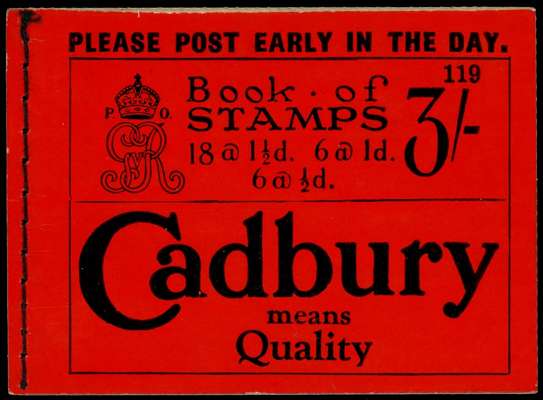 PLEASE POST EARLY IN THE DAY.
119
Book · of
STAMPS
3/-
P GvR O.
18 @ 1½d. 6 @ 1d.
6 @ ½d.
Cadbury
means
Quality